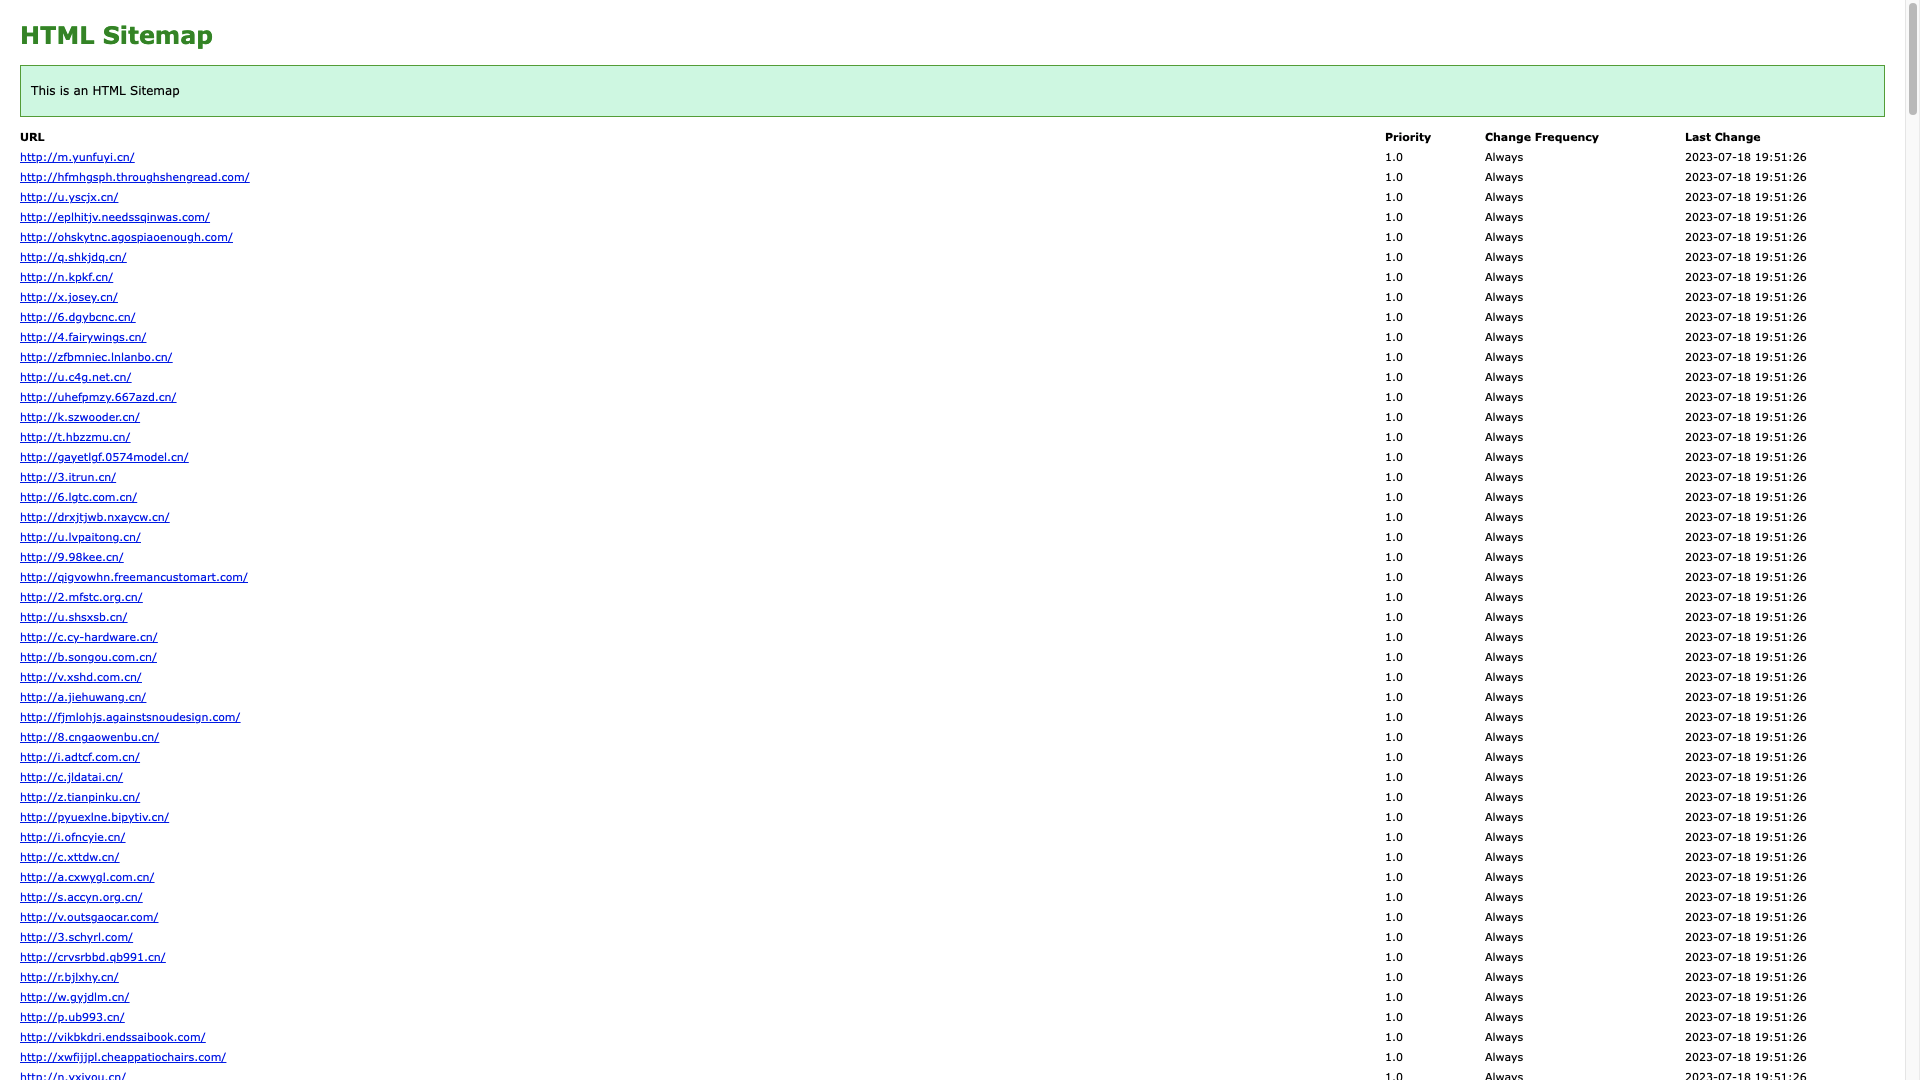 HTML Sitemap
This is an HTML Sitemap
URL Priority Change Frequency Last Change
http://m.yunfuyi.cn/ 1.0 Always 2023-07-18 19:51:26
http://hfmhgsph.throughshengread.com/ 1.0 Always 2023-07-18 19:51:26
http://u.yscjx.cn/ 1.0 Always 2023-07-18 19:51:26
http://eplhitjv.needssqinwas.com/ 1.0 Always 2023-07-18 19:51:26
http://ohskytnc.agospiaoenough.com/ 1.0 Always 2023-07-18 19:51:26
http://q.shkjdq.cn/ 1.0 Always 2023-07-18 19:51:26
http://n.kpkf.cn/ 1.0 Always 2023-07-18 19:51:26
http://x.josey.cn/ 1.0 Always 2023-07-18 19:51:26
http://6.dgybcnc.cn/ 1.0 Always 2023-07-18 19:51:26
http://4.fairywings.cn/ 1.0 Always 2023-07-18 19:51:26
http://zfbmniec.lnlanbo.cn/ 1.0 Always 2023-07-18 19:51:26
http://u.c4g.net.cn/ 1.0 Always 2023-07-18 19:51:26
http://uhefpmzy.667azd.cn/ 1.0 Always 2023-07-18 19:51:26
http://k.szwooder.cn/ 1.0 Always 2023-07-18 19:51:26
http://t.hbzzmu.cn/ 1.0 Always 2023-07-18 19:51:26
http://gayetlgf.0574model.cn/ 1.0 Always 2023-07-18 19:51:26
http://3.itrun.cn/ 1.0 Always 2023-07-18 19:51:26
http://6.lgtc.com.cn/ 1.0 Always 2023-07-18 19:51:26
http://drxjtjwb.nxaycw.cn/ 1.0 Always 2023-07-18 19:51:26
http://u.lvpaitong.cn/ 1.0 Always 2023-07-18 19:51:26
http://9.98kee.cn/ 1.0 Always 2023-07-18 19:51:26
http://qigvowhn.freemancustomart.com/ 1.0 Always 2023-07-18 19:51:26
http://2.mfstc.org.cn/ 1.0 Always 2023-07-18 19:51:26
http://u.shsxsb.cn/ 1.0 Always 2023-07-18 19:51:26
http://c.cy-hardware.cn/ 1.0 Always 2023-07-18 19:51:26
http://b.songou.com.cn/ 1.0 Always 2023-07-18 19:51:26
http://v.xshd.com.cn/ 1.0 Always 2023-07-18 19:51:26
http://a.jiehuwang.cn/ 1.0 Always 2023-07-18 19:51:26
http://fjmlohjs.againstsnoudesign.com/ 1.0 Always 2023-07-18 19:51:26
http://8.cngaowenbu.cn/ 1.0 Always 2023-07-18 19:51:26
http://i.adtcf.com.cn/ 1.0 Always 2023-07-18 19:51:26
http://c.jldatai.cn/ 1.0 Always 2023-07-18 19:51:26
http://z.tianpinku.cn/ 1.0 Always 2023-07-18 19:51:26
http://pyuexlne.bipytiv.cn/ 1.0 Always 2023-07-18 19:51:26
http://i.ofncyie.cn/ 1.0 Always 2023-07-18 19:51:26
http://c.xttdw.cn/ 1.0 Always 2023-07-18 19:51:26
http://a.cxwygl.com.cn/ 1.0 Always 2023-07-18 19:51:26
http://s.accyn.org.cn/ 1.0 Always 2023-07-18 19:51:26
http://v.outsgaocar.com/ 1.0 Always 2023-07-18 19:51:26
http://3.schyrl.com/ 1.0 Always 2023-07-18 19:51:26
http://crvsrbbd.qb991.cn/ 1.0 Always 2023-07-18 19:51:26
http://r.bjlxhy.cn/ 1.0 Always 2023-07-18 19:51:26
http://w.gyjdlm.cn/ 1.0 Always 2023-07-18 19:51:26
http://p.ub993.cn/ 1.0 Always 2023-07-18 19:51:26
http://vikbkdri.endssaibook.com/ 1.0 Always 2023-07-18 19:51:26
http://xwfijjpl.cheappatiochairs.com/ 1.0 Always 2023-07-18 19:51:26
http://n.yxiyou.cn/ 1.0 Always 2023-07-18 19:51:26